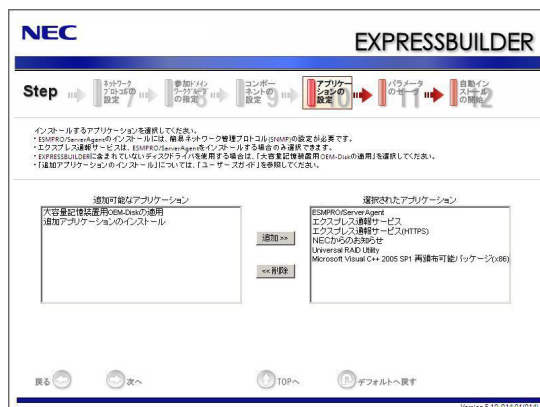 NEC
EXPRESSBUILDER
Step
ネットワーク
プロトコルの
設定 7
参加ドメイン
ワークグループ
の指定 8
コンポー
ネントの
設定 9
アプリケー
ションの
設定 10
パラメータ
のセーブ 11
自動イン
ストール
の開始 12
インストールするアプリケーションを選択してください。
・ESMPRO/ServerAgentのインストールには、簡易ネットワーク管理プロトコル(SNMP)の設定が必要です。
・エクスプレス通報サービスは、ESMPRO/ServerAgentをインストールする場合のみ選択できます。
・EXPRESSBUILDERに含まれていないディスクドライバを使用する場合は、「大容量記憶装置用OEM-Diskの適用」を選択してください。
・「追加アプリケーションのインストール」については、「ユーザーズガイド」を参照してください。
追加可能なアプリケーション
大容量記憶装置用OEM-Diskの適用
追加アプリケーションのインストール
追加 >>
<< 削除
選択されたアプリケーション
ESMPRO/ServerAgent
エクスプレス通報サービス
エクスプレス通報サービス(HTTPS)
NECからのお知らせ
Universal RAID Utility
Microsoft Visual C++ 2005 SP1 再頒布可能パッケージ(x86)
戻る
次へ
TOPへ
デフォルトへ戻す